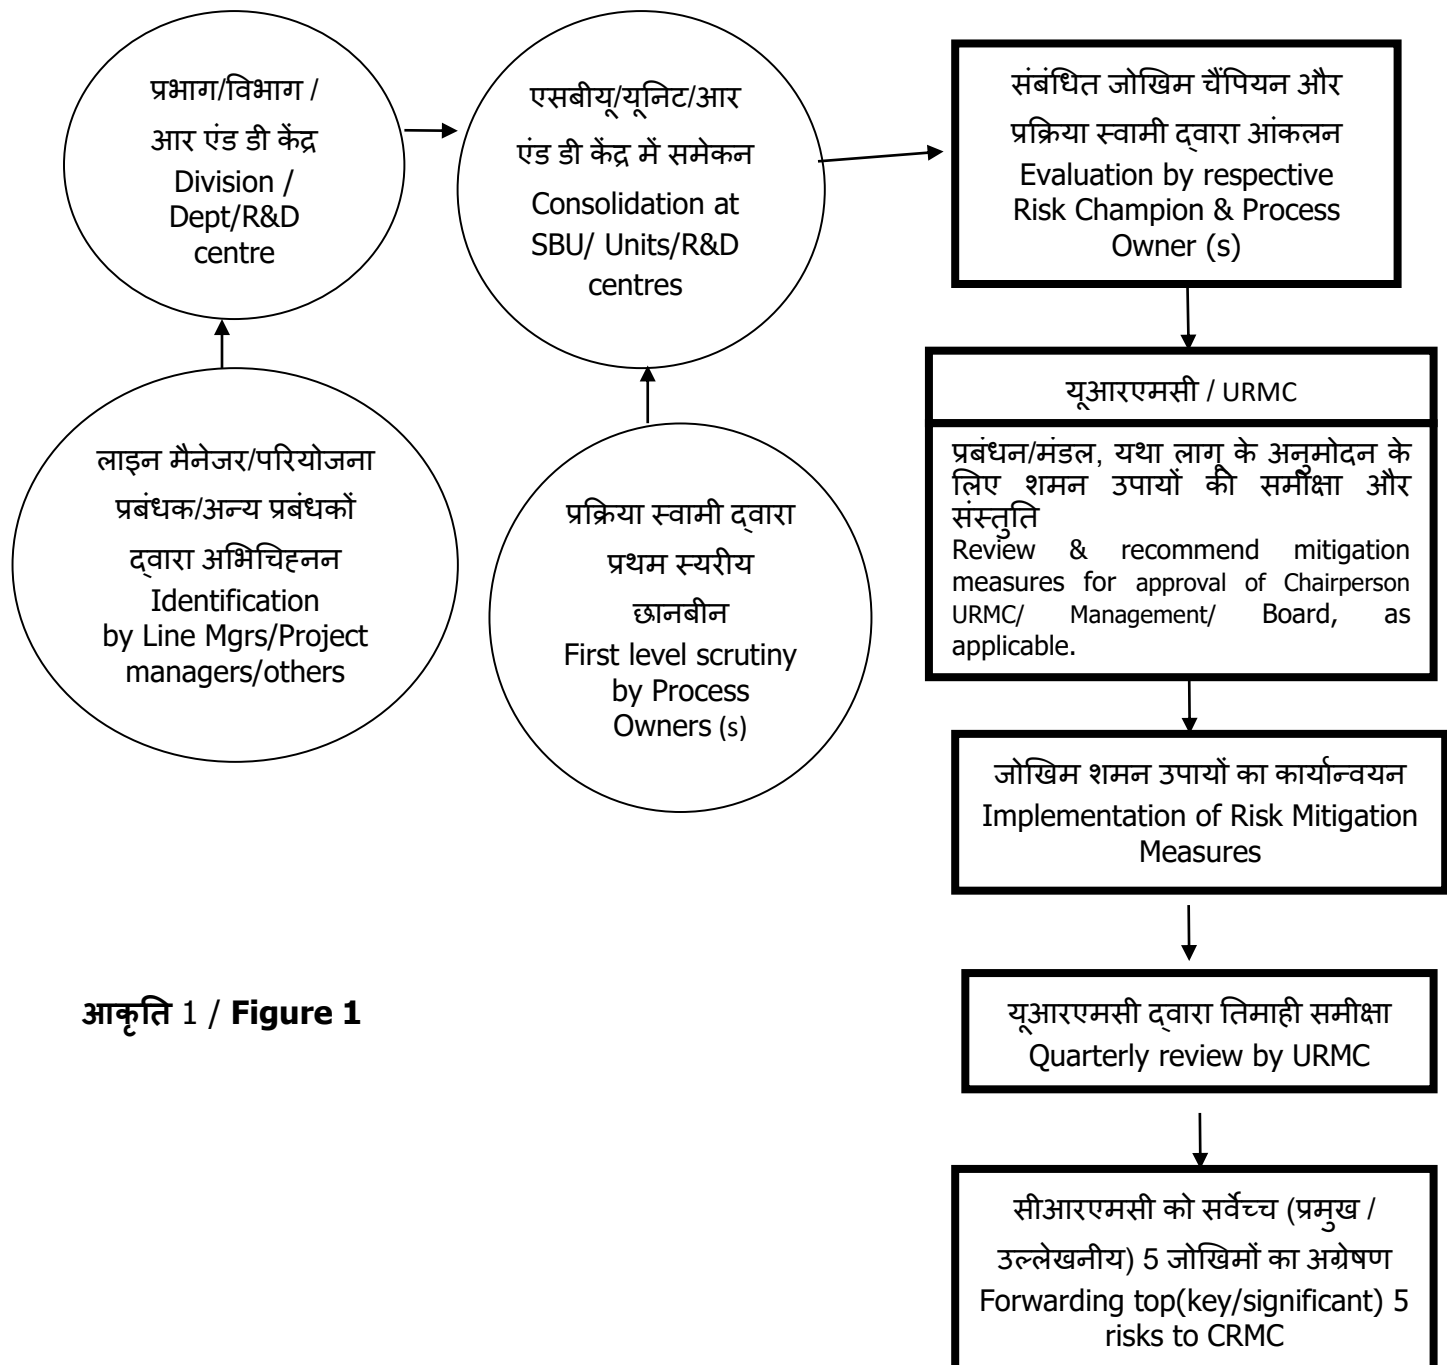 प्रभाग/विभाग /
आर एंड डी केंद्र
Division /
Dept/R&D
centre
एसबीयू/यूनिट/आर
एंड डी केंद्र में समेकन
Consolidation at
SBU/ Units/R&D
centres
संबंधित जोखिम चैंपियन और
प्रक्रिया स्वामी द्वारा आंकलन
Evaluation by respective
Risk Champion & Process
Owner (s)
लाइन मैनेजर/परियोजना
प्रबंधक/अन्य प्रबंधकों
द्वारा अभिचिह्नन
Identification
by Line Mgrs/Project
managers/others
प्रक्रिया स्वामी द्वारा
प्रथम स्यरीय
छानबीन
First level scrutiny
by Process
Owners (s)
यूआरएमसी / URMC
प्रबंधन/मंडल, यथा लागू के अनुमोदन के
लिए शमन उपायों की समीक्षा और
संस्तुति
Review & recommend mitigation
measures for approval of Chairperson
URMC/ Management/ Board, as
applicable.
जोखिम शमन उपायों का कार्यान्वयन
Implementation of Risk Mitigation
Measures
आकृति 1 / Figure 1
यूआरएमसी द्वारा तिमाही समीक्षा
Quarterly review by URMC
सीआरएमसी को सर्वेच्च (प्रमुख /
उल्लेखनीय) 5 जोखिमों का अग्रेषण
Forwarding top(key/significant) 5
risks to CRMC